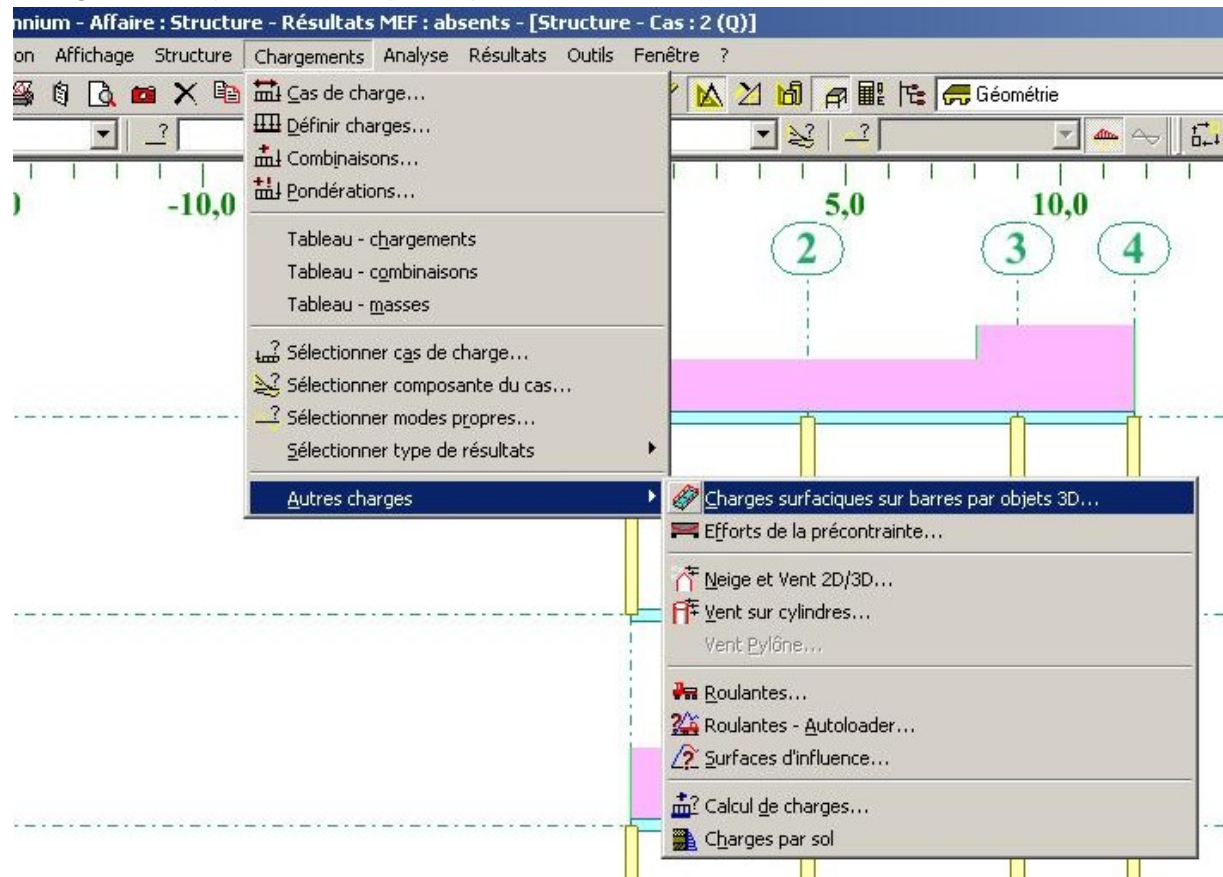 nnium - Affaire : Structure - Résultats MEF : absents - [Structure - Cas : 2 (Q)]
on Affichage Structure Chargements Analyse Résultats Outils Fenêtre ?
Géométrie
Cas de charge...
Définir charges...
Combinaisons...
Pondérations...
Tableau - chargements
Tableau - combinaisons
Tableau - masses
Sélectionner cas de charge...
Sélectionner composante du cas...
Sélectionner modes propres...
Sélectionner type de résultats
Autres charges
-10,0 5,0 10,0
2 3 4
Charges surfaciques sur barres par objets 3D...
Efforts de la précontrainte...
Neige et Vent 2D/3D...
Vent sur cylindres...
Vent Pylône...
Roulantes...
Roulantes - Autoloader...
Surfaces d'influence...
Calcul de charges...
Charges par sol